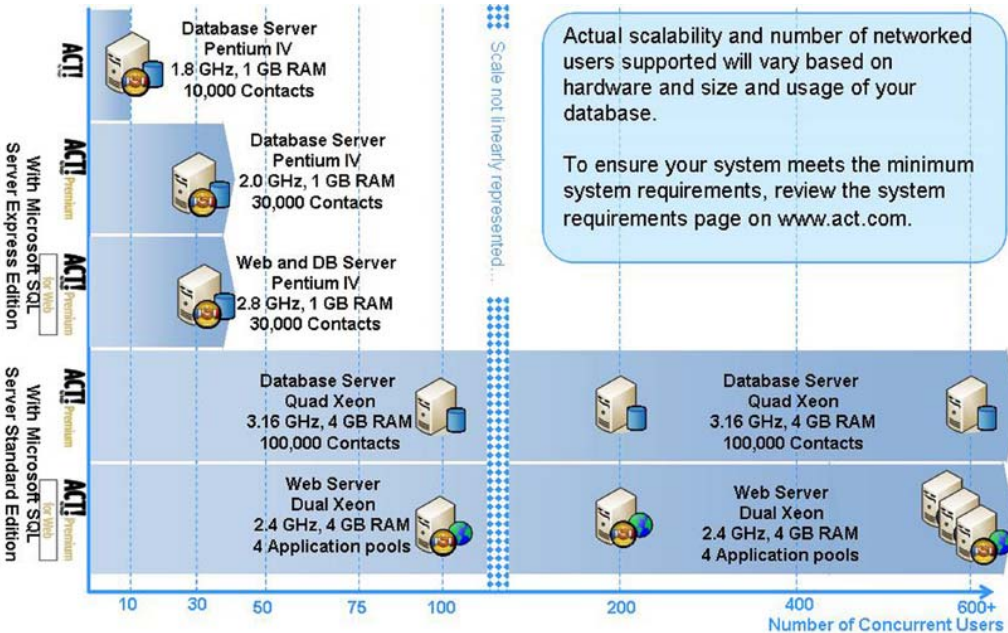 Database Server
Pentium IV
1.8 GHz, 1 GB RAM
10,000 Contacts
Database Server
Pentium IV
2.0 GHz, 1 GB RAM
30,000 Contacts
Web and DB Server
Pentium IV
2.8 GHz, 1 GB RAM
30,000 Contacts
Database Server
Quad Xeon
3.16 GHz, 4 GB RAM
100,000 Contacts
Database Server
Quad Xeon
3.16 GHz, 4 GB RAM
100,000 Contacts
Web Server
Dual Xeon
2.4 GHz, 4 GB RAM
4 Application pools
Web Server
Dual Xeon
2.4 GHz, 4 GB RAM
4 Application pools
Scale not linearly represented...
Actual scalability and number of networked
users supported will vary based on
hardware and size and usage of your
database.
To ensure your system meets the minimum
system requirements, review the system
requirements page on www.act.com.
ACT!
ACT! Premium
ACT! Premium
for Web
With Microsoft SQL
Server Express Edition
ACT! Premium
ACT! Premium
for Web
With Microsoft SQL
Server Standard Edition
10 30 50 75 100 200 400 600+
Number of Concurrent Users